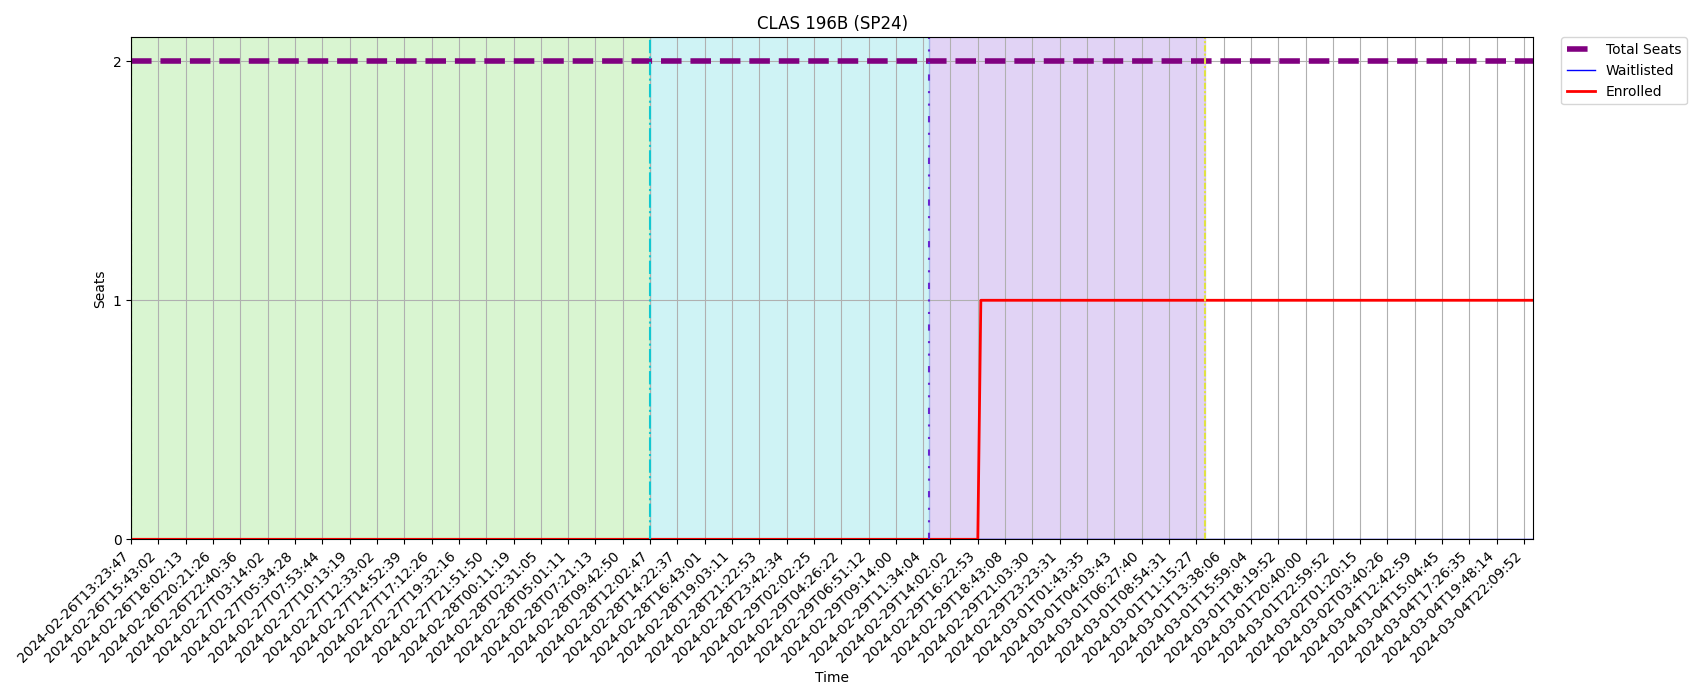 CLAS 196B (SP24)
Total Seats
Waitlisted
Enrolled
Seats
2
1
0
2024-02-26T13:23:47
2024-02-26T15:43:02
2024-02-26T18:02:13
2024-02-26T20:21:26
2024-02-26T22:40:36
2024-02-27T03:14:02
2024-02-27T05:34:28
2024-02-27T07:53:44
2024-02-27T10:13:19
2024-02-27T12:33:02
2024-02-27T14:52:39
2024-02-27T17:12:26
2024-02-27T19:32:16
2024-02-27T21:51:50
2024-02-28T00:11:19
2024-02-28T02:31:05
2024-02-28T05:01:11
2024-02-28T07:21:13
2024-02-28T09:42:50
2024-02-28T12:02:47
2024-02-28T14:22:37
2024-02-28T16:43:01
2024-02-28T19:03:11
2024-02-28T21:22:53
2024-02-28T23:42:34
2024-02-29T02:02:25
2024-02-29T04:26:22
2024-02-29T06:51:12
2024-02-29T09:14:00
2024-02-29T11:34:04
2024-02-29T14:02:02
2024-02-29T16:22:53
2024-02-29T18:43:08
2024-02-29T21:03:30
2024-02-29T23:23:31
2024-03-01T01:43:35
2024-03-01T04:03:43
2024-03-01T06:27:40
2024-03-01T08:54:31
2024-03-01T11:15:27
2024-03-01T13:38:06
2024-03-01T15:59:04
2024-03-01T18:19:52
2024-03-01T20:40:00
2024-03-01T22:59:52
2024-03-02T01:20:15
2024-03-02T03:40:26
2024-03-04T12:42:59
2024-03-04T15:04:45
2024-03-04T17:26:35
2024-03-04T19:48:14
2024-03-04T22:09:52
Time